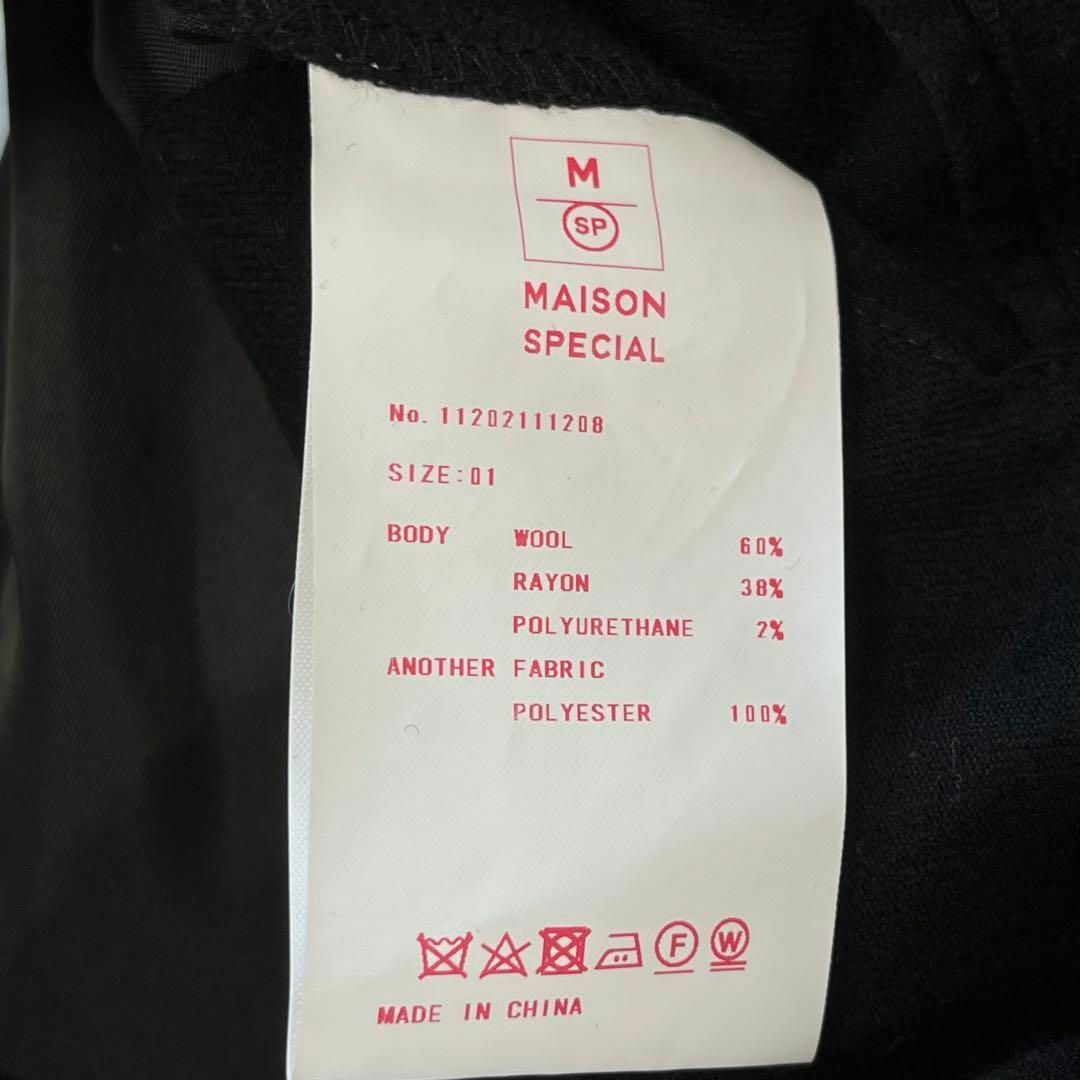 M
SP
MAISON
SPECIAL
No. 11202111208
SIZE:01
BODY WOOL 60%
RAYON 38%
POLYURETHANE 2%
ANOTHER FABRIC
POLYESTER 100%
F W
MADE IN CHINA